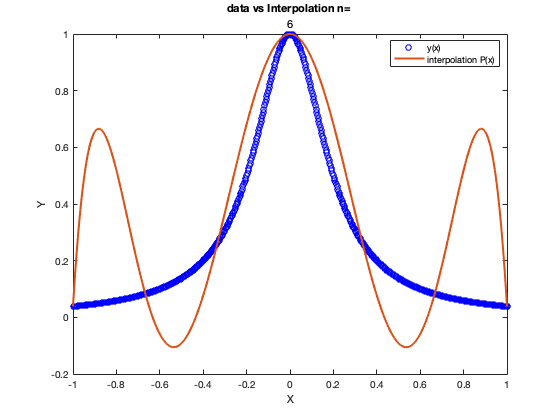 data vs Interpolation n=
6
y(x)
interpolation P(x)
1
0.8
0.6
0.4
0.2
0
-0.2
Y
-1 -0.8 -0.6 -0.4 -0.2 0 0.2 0.4 0.6 0.8 1
X